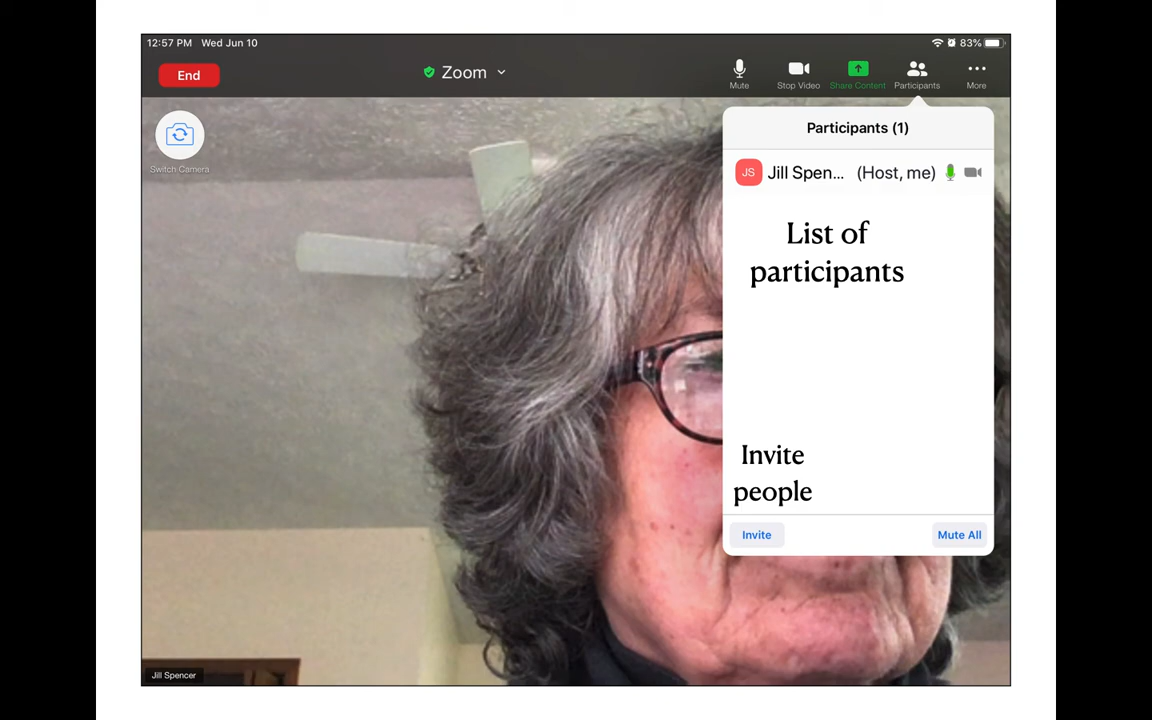 12:57 PM Wed Jun 10
83%
End
Zoom
Mute
Stop Video
Share Content
Participants
More
Switch Camera
Participants (1)
JS Jill Spen... (Host, me)
List of
participants
Invite
people
Invite
Mute All
Jill Spencer